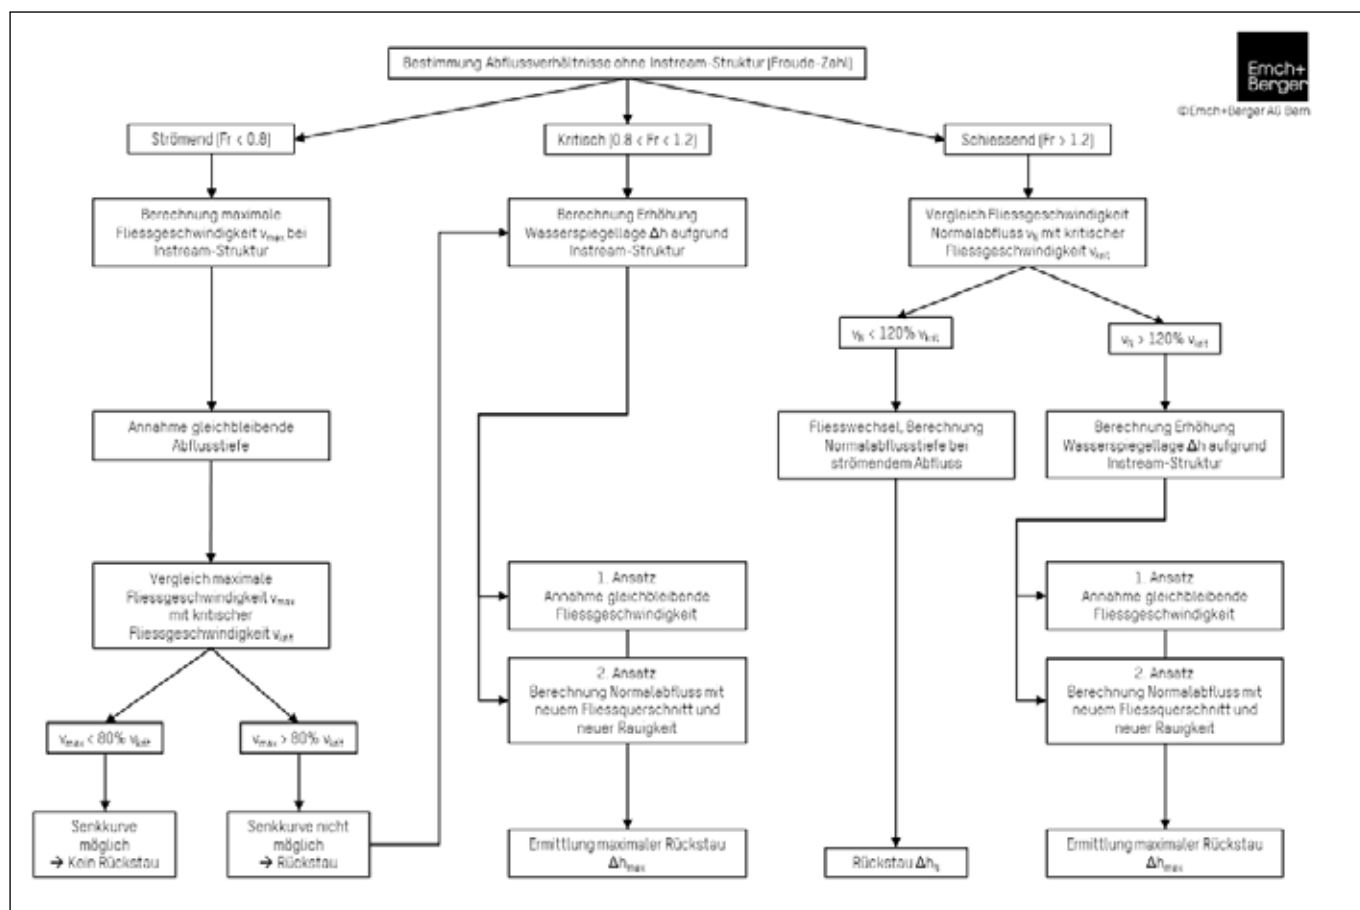 Bestimmung Abflussverhältnisse ohne Instream-Struktur (Froude-Zahl)
Emch+
Berger
©Emch+Berger AG Bern
Strömend (Fr < 0.8)
Kritisch (0.8 < Fr < 1.2)
Schiessend (Fr > 1.2)
Berechnung maximale
Fliessgeschwindigkeit vmax bei
Instream-Struktur
Berechnung Erhöhung
Wasserspiegellage Δh aufgrund
Instream-Struktur
Vergleich Fliessgeschwindigkeit
Normalabfluss vN mit kritischer
Fliessgeschwindigkeit vkrit
vN < 120% vkrit
vN > 120% vkrit
Annahme gleichbleibende
Abflusstiefe
Fliesswechsel, Berechnung
Normalabflusstiefe bei
strömendem Abfluss
Berechnung Erhöhung
Wasserspiegellage Δh aufgrund
Instream-Struktur
Vergleich maximale
Fliessgeschwindigkeit vmax
mit kritischer
Fliessgeschwindigkeit vkrit
1. Ansatz
Annahme gleichbleibende
Fliessgeschwindigkeit
1. Ansatz
Annahme gleichbleibende
Fliessgeschwindigkeit
2. Ansatz
Berechnung Normalabfluss mit
neuem Fliessquerschnitt und
neuer Rauigkeit
2. Ansatz
Berechnung Normalabfluss mit
neuem Fliessquerschnitt und
neuer Rauigkeit
vmax < 80% vkrit
vmax > 80% vkrit
Senkkurve
möglich
→ Kein Rückstau
Senkkurve nicht
möglich
→ Rückstau
Ermittlung maximaler Rückstau
Δhmax
Rückstau ΔhN
Ermittlung maximaler Rückstau
Δhmax